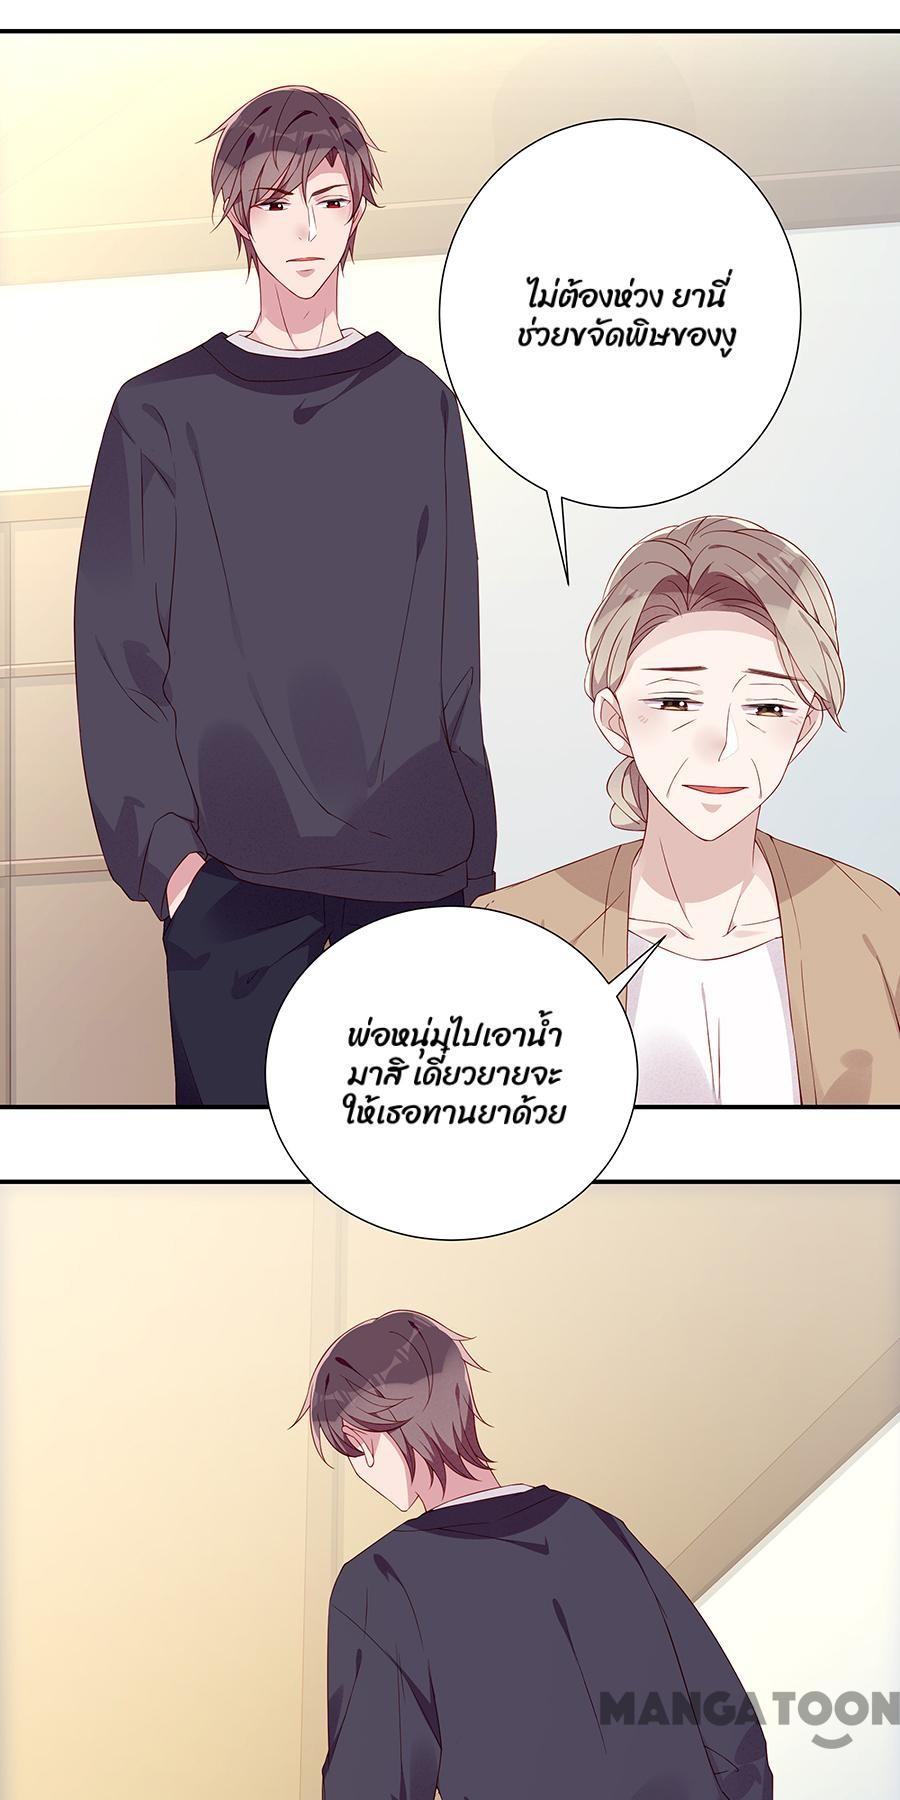 ไม่ต้องห่วง ยานี่
ช่วยขจัดพิษของงู
พ่อหนุ่มไปเอาน้ำ
มาสิ เดี๋ยวยายจะ
ให้เธอทานยาด้วย
MANGATOON